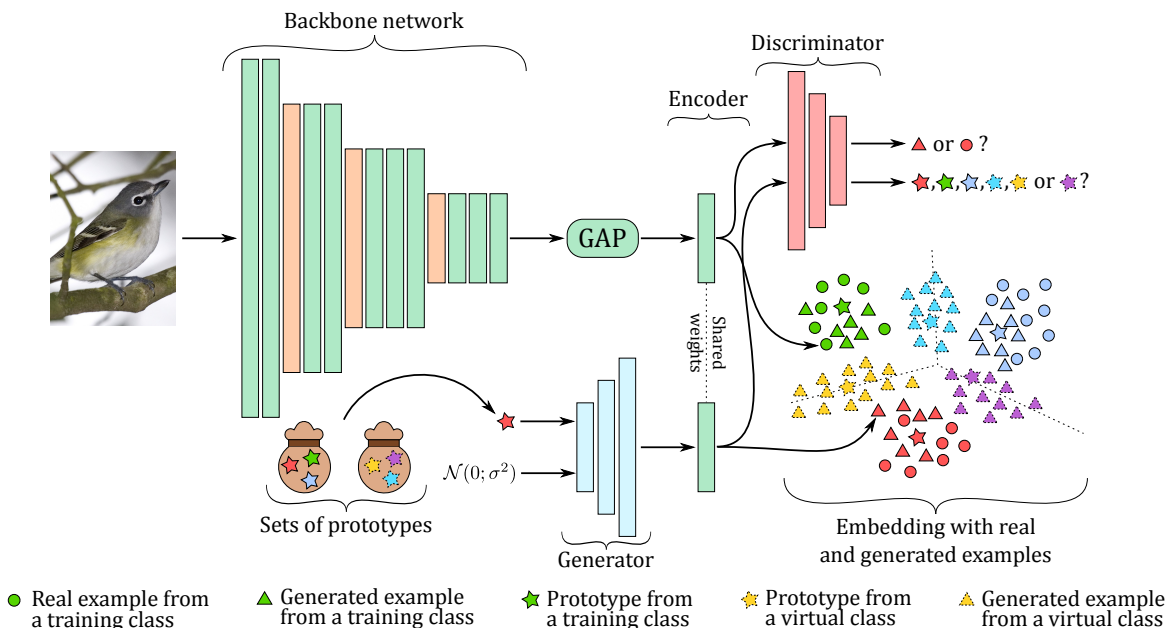 Backbone network
Discriminator
Encoder
or ?
, , , , or ?
GAP
Shared
weights
𝒩(0; σ²)
Sets of prototypes
Generator
Embedding with real
and generated examples
Real example from
a training class
Generated example
from a training class
Prototype from
a training class
Prototype from
a virtual class
Generated example
from a virtual class